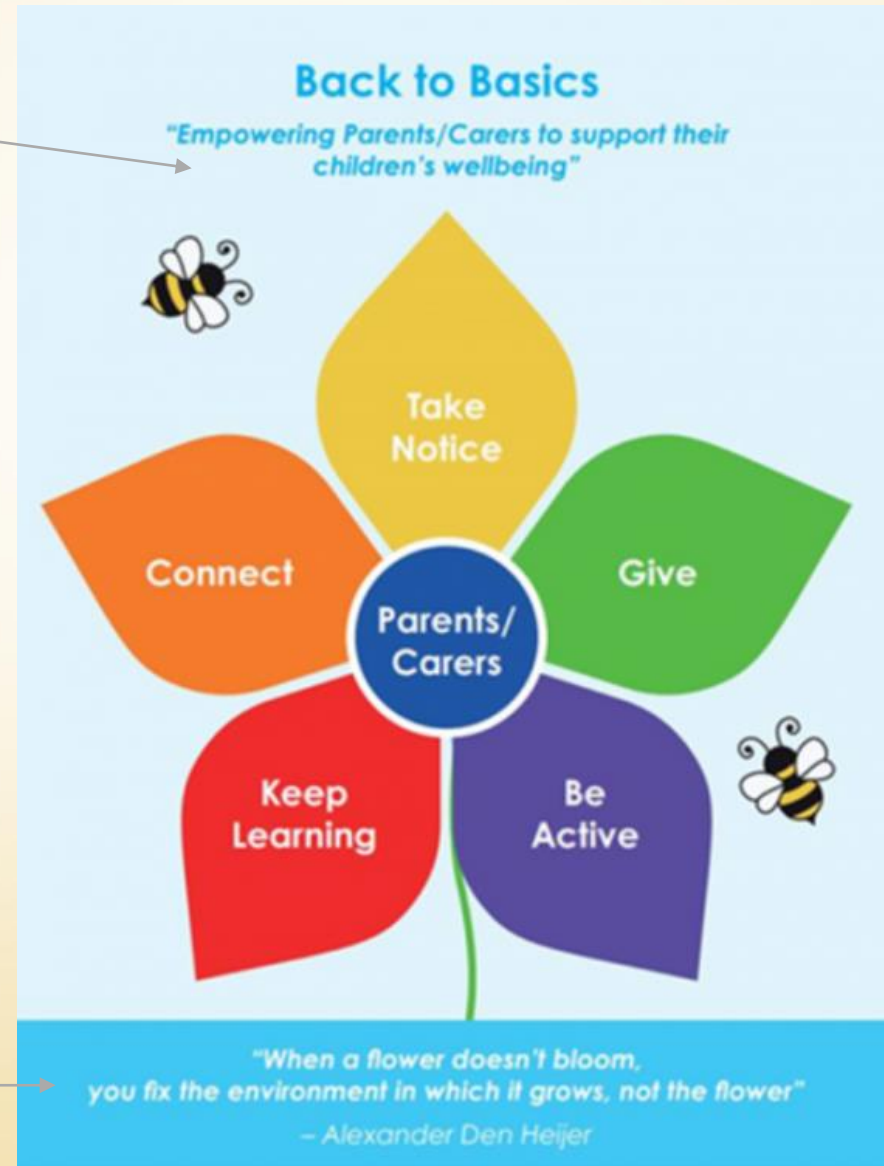 Back to Basics
"Empowering Parents/Carers to support their
children's wellbeing"
Take
Notice
Connect
Give
Parents/
Carers
Keep
Learning
Be
Active
"When a flower doesn't bloom,
you fix the environment in which it grows, not the flower"
– Alexander Den Heijer